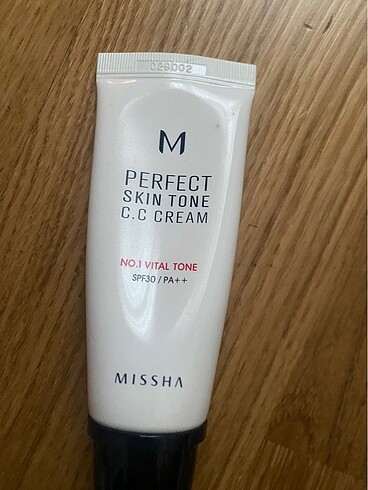 M
PERFECT
SKIN TONE
C.C CREAM
NO.1 VITAL TONE
SPF30 / PA++
MISSHA